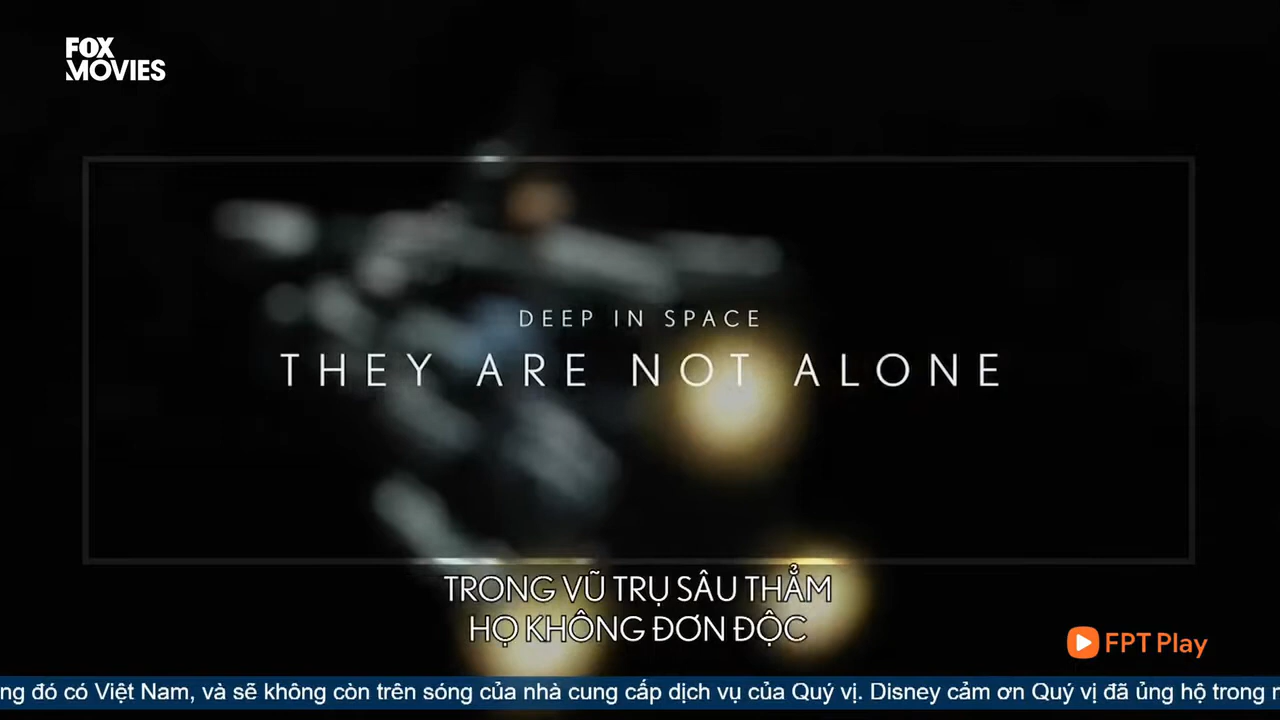 FOX
MOVIES
DEEP IN SPACE
THEY ARE NOT ALONE
TRONG VŨ TRỤ SÂU THẲM
HỌ KHÔNG ĐƠN ĐỘC
FPT Play
ng đó có Việt Nam, và sẽ không còn trên sóng của nhà cung cấp dịch vụ của Quý vị. Disney cảm ơn Quý vị đã ủng hộ trong